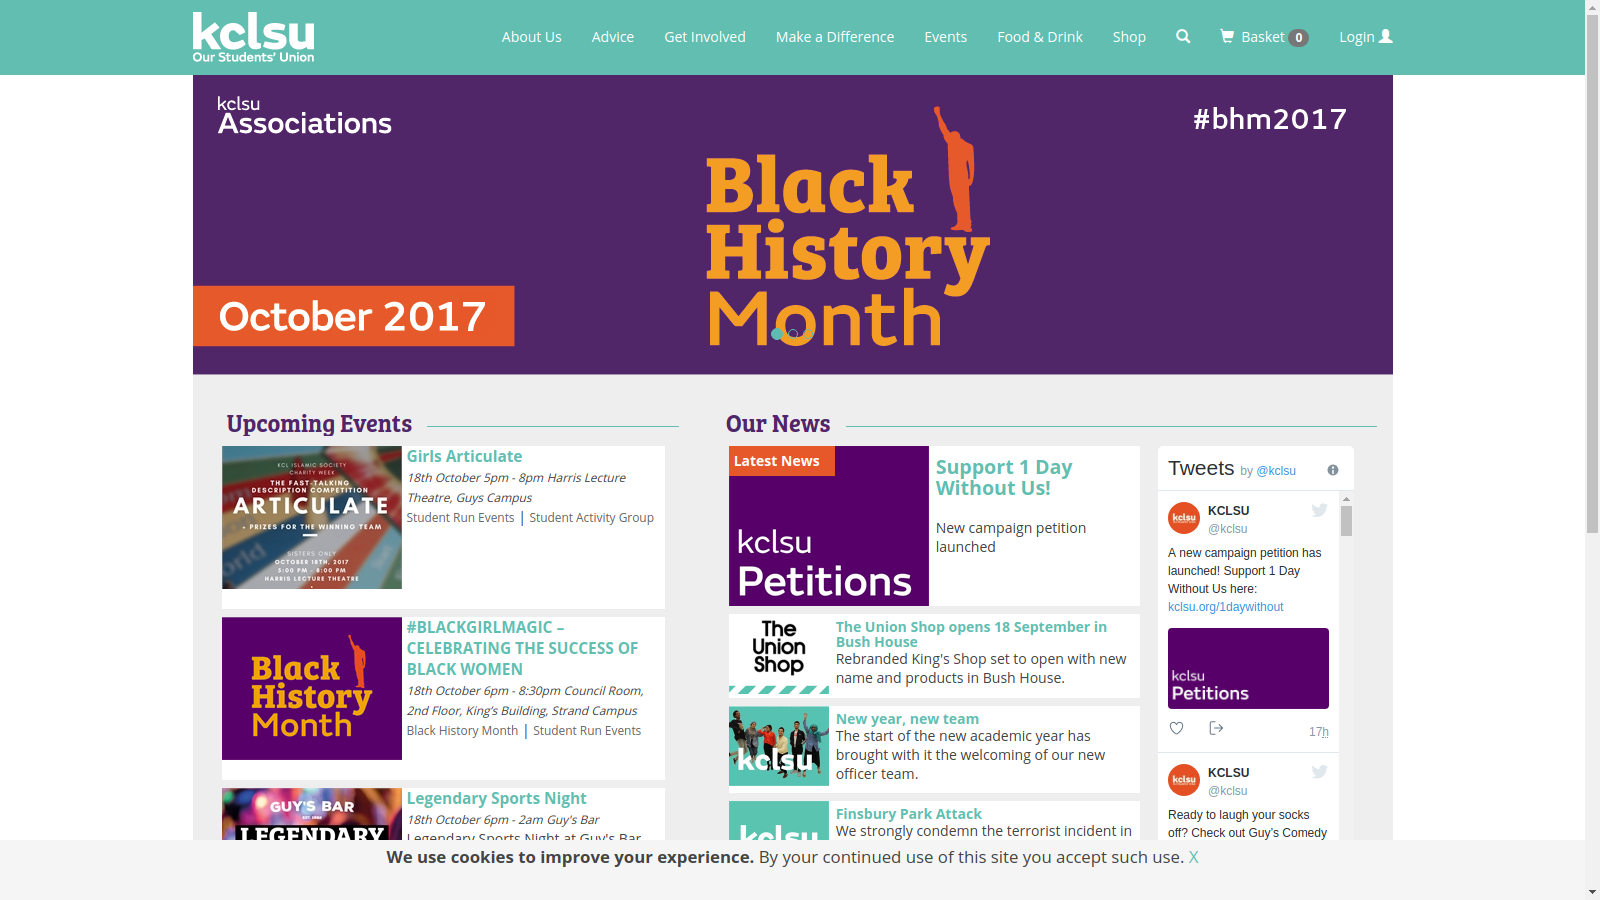 kclsu
Our Students' Union
About Us
Advice
Get Involved
Make a Difference
Events
Food & Drink
Shop
Basket 0
Login
kclsu
Associations
#bhm2017
Black
History
Month
October 2017
Upcoming Events
KCL ISLAMIC SOCIETY
CHARITY WEEK
THE FAST-TALKING
DESCRIPTION COMPETITION
ARTICULATE
+ PRIZES FOR THE WINNING TEAM
SISTERS ONLY
OCTOBER 18TH, 2017
5:00 PM - 8:00 PM
HARRIS LECTURE THEATRE
Girls Articulate
18th October 5pm - 8pm Harris Lecture
Theatre, Guys Campus
Student Run Events | Student Activity Group
Black
History
Month
#BLACKGIRLMAGIC –
CELEBRATING THE SUCCESS OF
BLACK WOMEN
18th October 6pm - 8:30pm Council Room,
2nd Floor, King's Building, Strand Campus
Black History Month | Student Run Events
GUY'S BAR
LEGENDARY
Legendary Sports Night
18th October 6pm - 2am Guy's Bar
Legendary Sports Night at Guy's Bar
Our News
Latest News
kclsu
Petitions
Support 1 Day
Without Us!
New campaign petition
launched
The
Union
Shop
The Union Shop opens 18 September in
Bush House
Rebranded King's Shop set to open with new
name and products in Bush House.
kclsu
New year, new team
The start of the new academic year has
brought with it the welcoming of our new
officer team.
kclsu
Finsbury Park Attack
We strongly condemn the terrorist incident in
Tweets by @kclsu
kclsu
KCLSU
@kclsu
A new campaign petition has
launched! Support 1 Day
Without Us here:
kclsu.org/1daywithout
kclsu
Petitions
17h
kclsu
KCLSU
@kclsu
Ready to laugh your socks
off? Check out Guy's Comedy
We use cookies to improve your experience. By your continued use of this site you accept such use. X